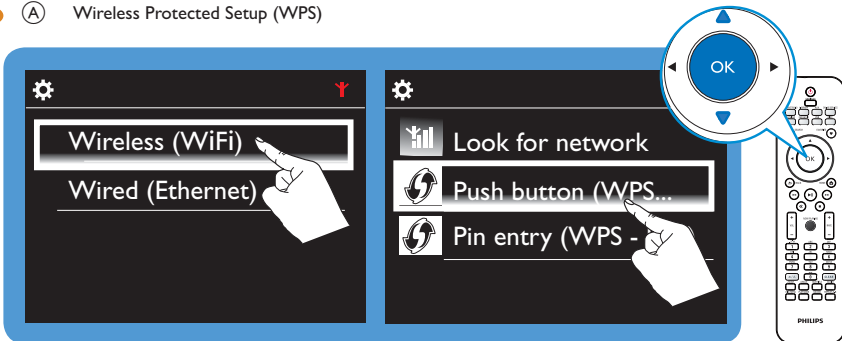 A Wireless Protected Setup (WPS)
Wireless (WiFi)
Wired (Ethernet)
Look for network
Push button (WPS...
Pin entry (WPS -
OK
OK
PHILIPS